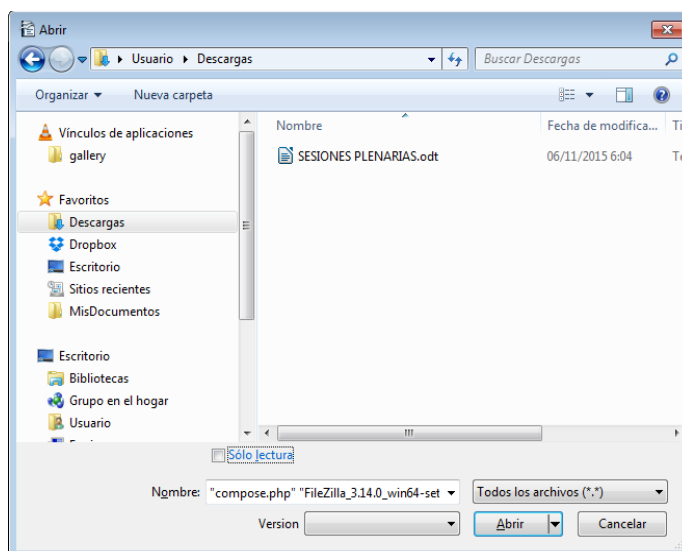 Abrir
Usuario Descargas
Buscar Descargas
Organizar Nueva carpeta
Vínculos de aplicaciones
gallery
Favoritos
Descargas
Dropbox
Escritorio
Sitios recientes
MisDocumentos
Escritorio
Bibliotecas
Grupo en el hogar
Usuario
Nombre Fecha de modifica... Ti
SESIONES PLENARIAS.odt 06/11/2015 6:04 Te
Sólo lectura
Nombre: "compose.php" "FileZilla_3.14.0_win64-set Todos los archivos (*.*)
Version
Abrir Cancelar